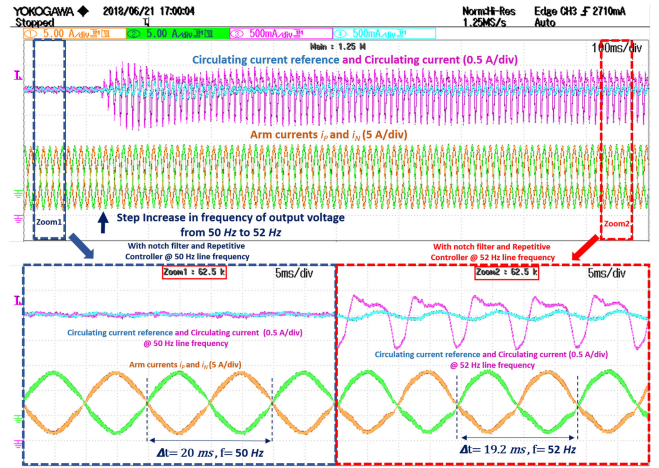 YOKOGAWA ◆ 2018/06/21 17:00:04 Norm:Hi-Res Edge CH3 ƒ 2710mA
Stopped 1.25MS/s Auto
1 5.00 A/div 2 5.00 A/div 3 500mA/div 4 500mA/div
Main : 1.25 M 100ms/div
Circulating current reference and Circulating current (0.5 A/div)
Arm currents iP and iN (5 A/div)
Step Increase in frequency of output voltage
from 50 Hz to 52 Hz
Zoom1
Zoom2
With notch filter and Repetitive
Controller @ 50 Hz line frequency
With notch filter and Repetitive
Controller @ 52 Hz line frequency
Zoom1 : 62.5 k 5ms/div
Circulating current reference and Circulating current (0.5 A/div)
@ 50 Hz line frequency
Arm currents iP and iN (5 A/div)
Δt= 20 ms, f= 50 Hz
Zoom2 : 62.5 k 5ms/div
Circulating current reference and Circulating current (0.5 A/div)
@ 52 Hz line frequency
Δt= 19.2 ms, f= 52 Hz